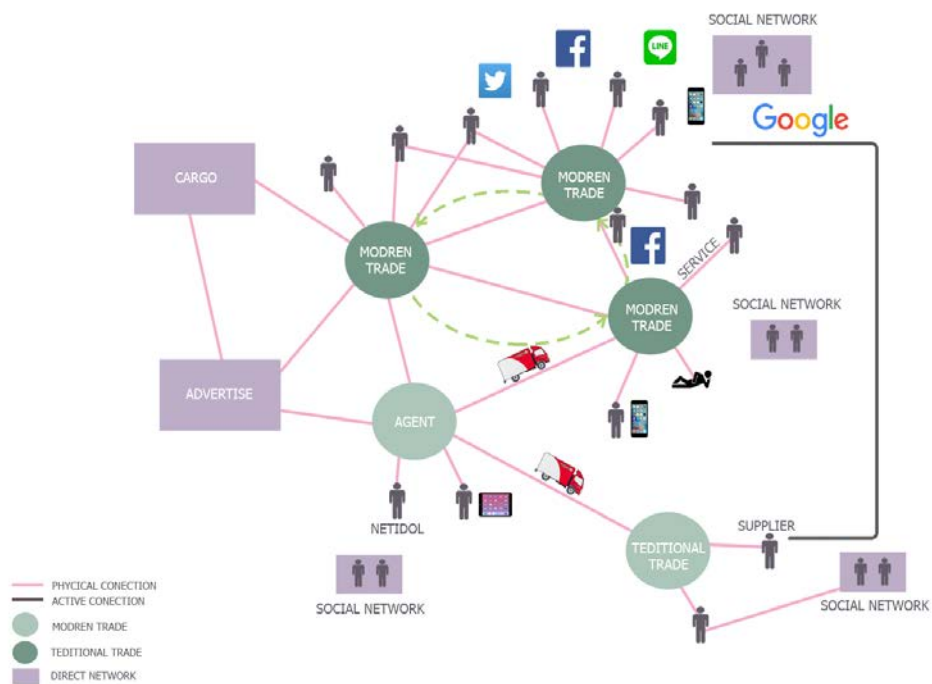 SOCIAL NETWORK
LINE
Google
CARGO
MODREN
TRADE
MODREN
TRADE
SERVICE
MODREN
TRADE
SOCIAL NETWORK
ADVERTISE
AGENT
NETIDOL
SUPPLIER
TEDITIONAL
TRADE
SOCIAL NETWORK
SOCIAL NETWORK
PHYCICAL CONECTION
ACTIVE CONECTION
MODREN TRADE
TEDITIONAL TRADE
DIRECT NETWORK